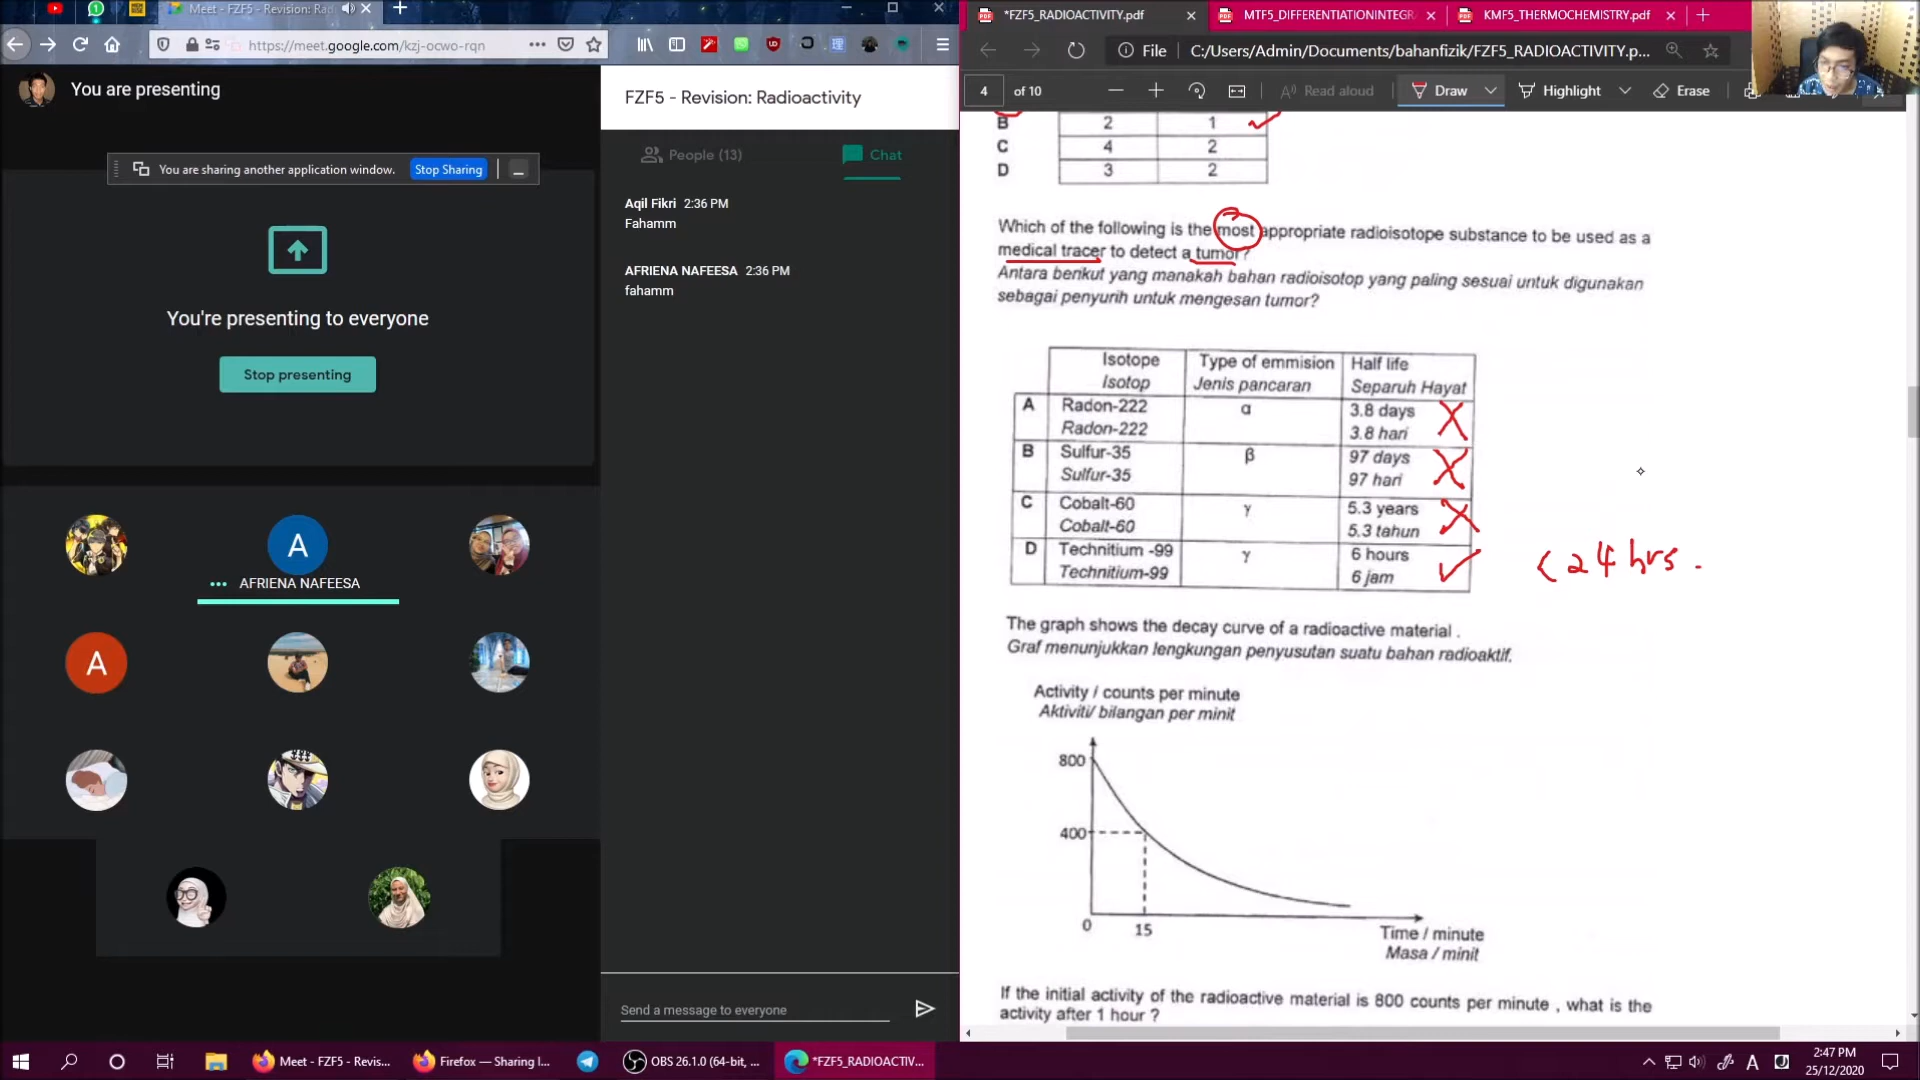 Meet - FZF5 - Revision: Rad
https://meet.google.com/kzj-ocwo-rqn
You are presenting
You are sharing another application window.
Stop Sharing
You're presenting to everyone
Stop presenting
A
AFRIENA NAFEESA
A
FZF5 - Revision: Radioactivity
People (13)
Chat
Aqil Fikri 2:36 PM
Fahamm
AFRIENA NAFEESA 2:36 PM
fahamm
Send a message to everyone
*FZF5_RADIOACTIVITY.pdf
MTF5_DIFFERENTIATIONINTEGRA
KMF5_THERMOCHEMISTRY.pdf
File C:/Users/Admin/Documents/bahanfizik/FZF5_RADIOACTIVITY.p...
4 of 10
Read aloud
Draw
Highlight
Erase
B 2 1
C 4 2
D 3 2
Which of the following is the most appropriate radioisotope substance to be used as a
medical tracer to detect a tumor?
Antara berikut yang manakah bahan radioisotop yang paling sesuai untuk digunakan
sebagai penyurih untuk mengesan tumor?
Isotope Type of emmision Half life
Isotop Jenis pancaran Separuh Hayat
A Radon-222 α 3.8 days
Radon-222 3.8 hari
B Sulfur-35 β 97 days
Sulfur-35 97 hari
C Cobalt-60 γ 5.3 years
Cobalt-60 5.3 tahun
D Technitium -99 γ 6 hours
Technitium-99 6 jam
< 24 hrs .
The graph shows the decay curve of a radioactive material .
Graf menunjukkan lengkungan penyusutan suatu bahan radioaktif.
Activity / counts per minute
Aktiviti/ bilangan per minit
800
400
0 15
Time / minute
Masa / minit
If the initial activity of the radioactive material is 800 counts per minute , what is the
activity after 1 hour ?
Meet - FZF5 - Revis...
Firefox — Sharing I...
OBS 26.1.0 (64-bit, ...
*FZF5_RADIOACTIV...
A
2:47 PM
25/12/2020